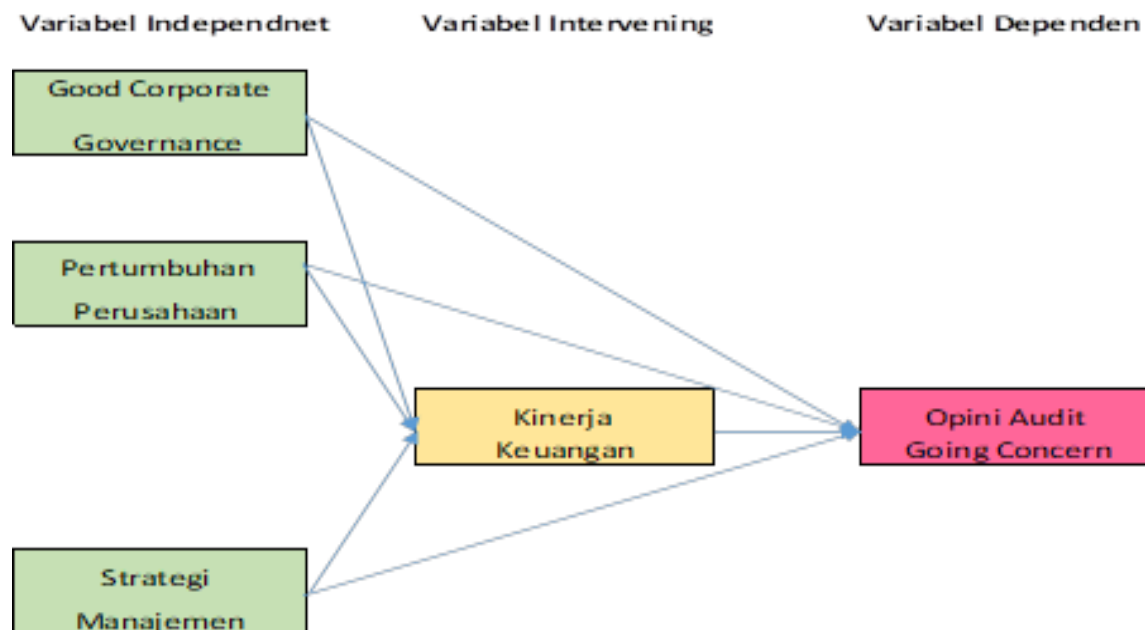 Variabel Independnet
Variabel Intervening
Variabel Dependen
Good Corporate
Governance
Pertumbuhan
Perusahaan
Kinerja
Keuangan
Opini Audit
Going Concern
Strategi
Manajemen